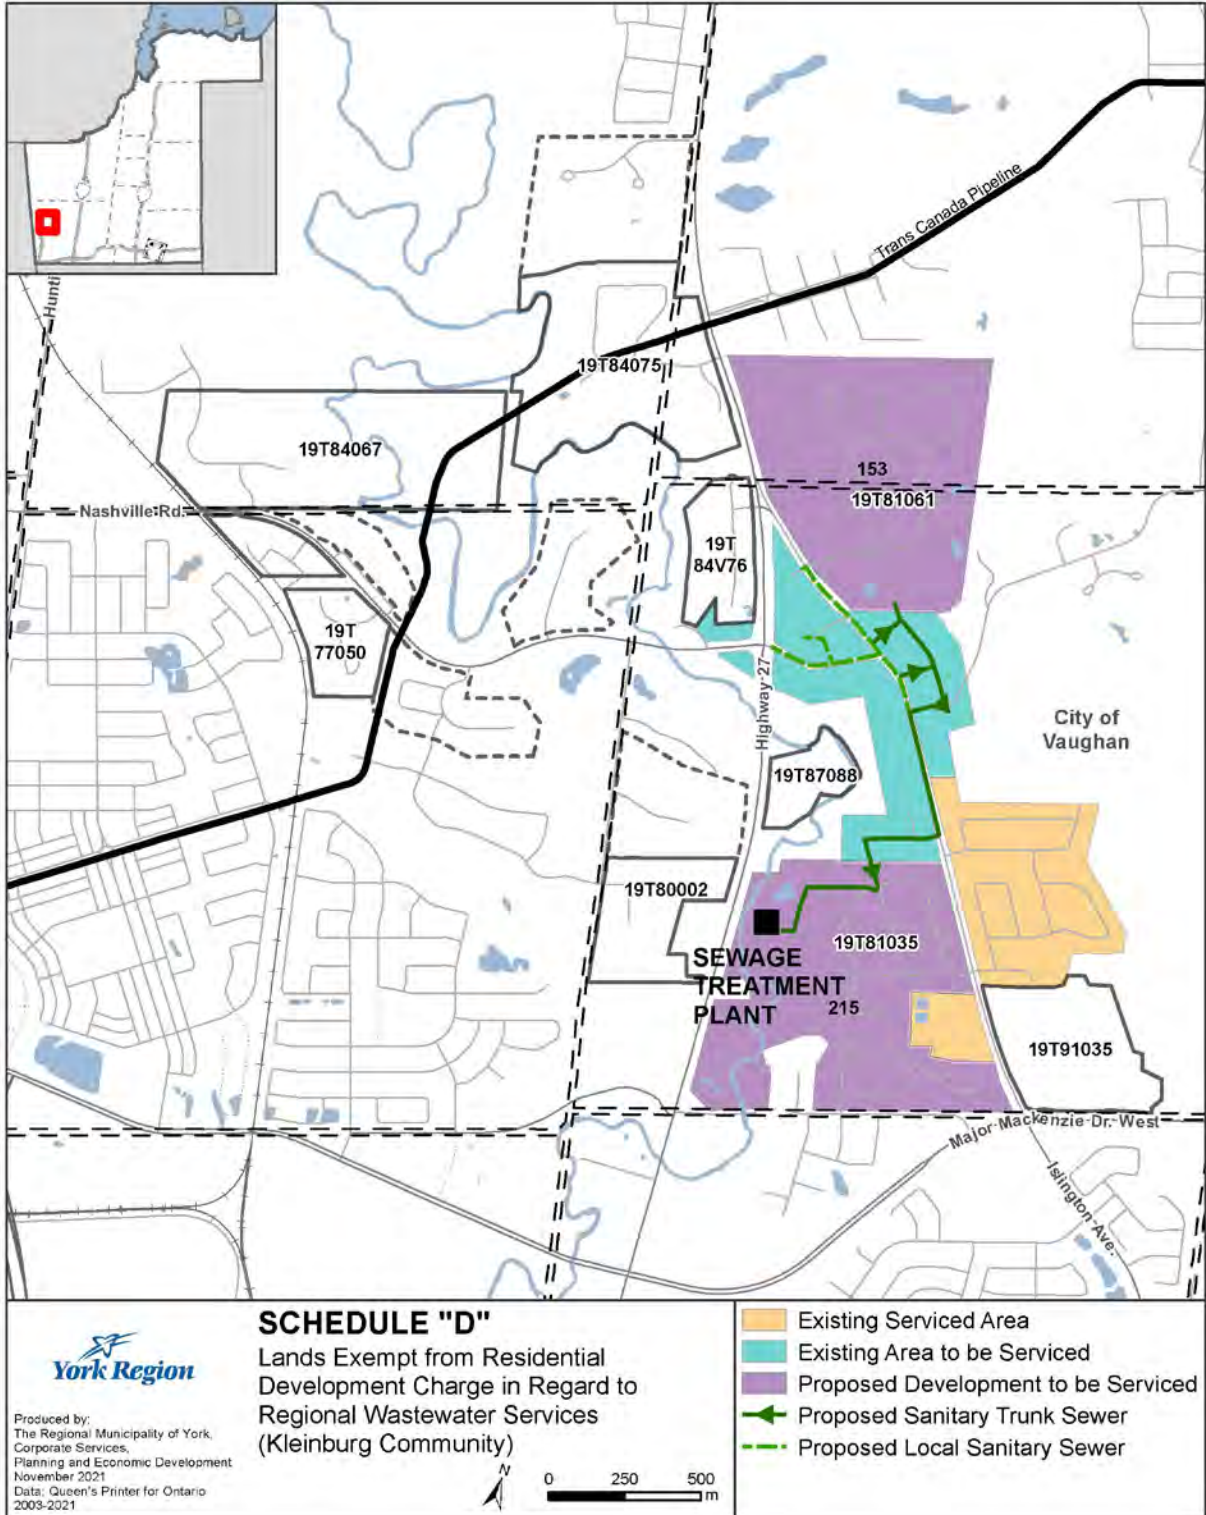 Hunti
Trans Canada Pipeline
19T84075
19T84067
153
19T81061
Nashville Rd.
19T
84V76
19T
77050
Highway 27
City of
Vaughan
19T87088
19T80002
19T81035
SEWAGE
TREATMENT
PLANT
215
19T91035
Major Mackenzie Dr. West
Islington Ave.
York Region
Produced by:
The Regional Municipality of York,
Corporate Services,
Planning and Economic Development
November 2021
Data: Queen's Printer for Ontario
2003-2021
SCHEDULE "D"
Lands Exempt from Residential
Development Charge in Regard to
Regional Wastewater Services
(Kleinburg Community)
N
0 250 500
m
Existing Serviced Area
Existing Area to be Serviced
Proposed Development to be Serviced
Proposed Sanitary Trunk Sewer
Proposed Local Sanitary Sewer